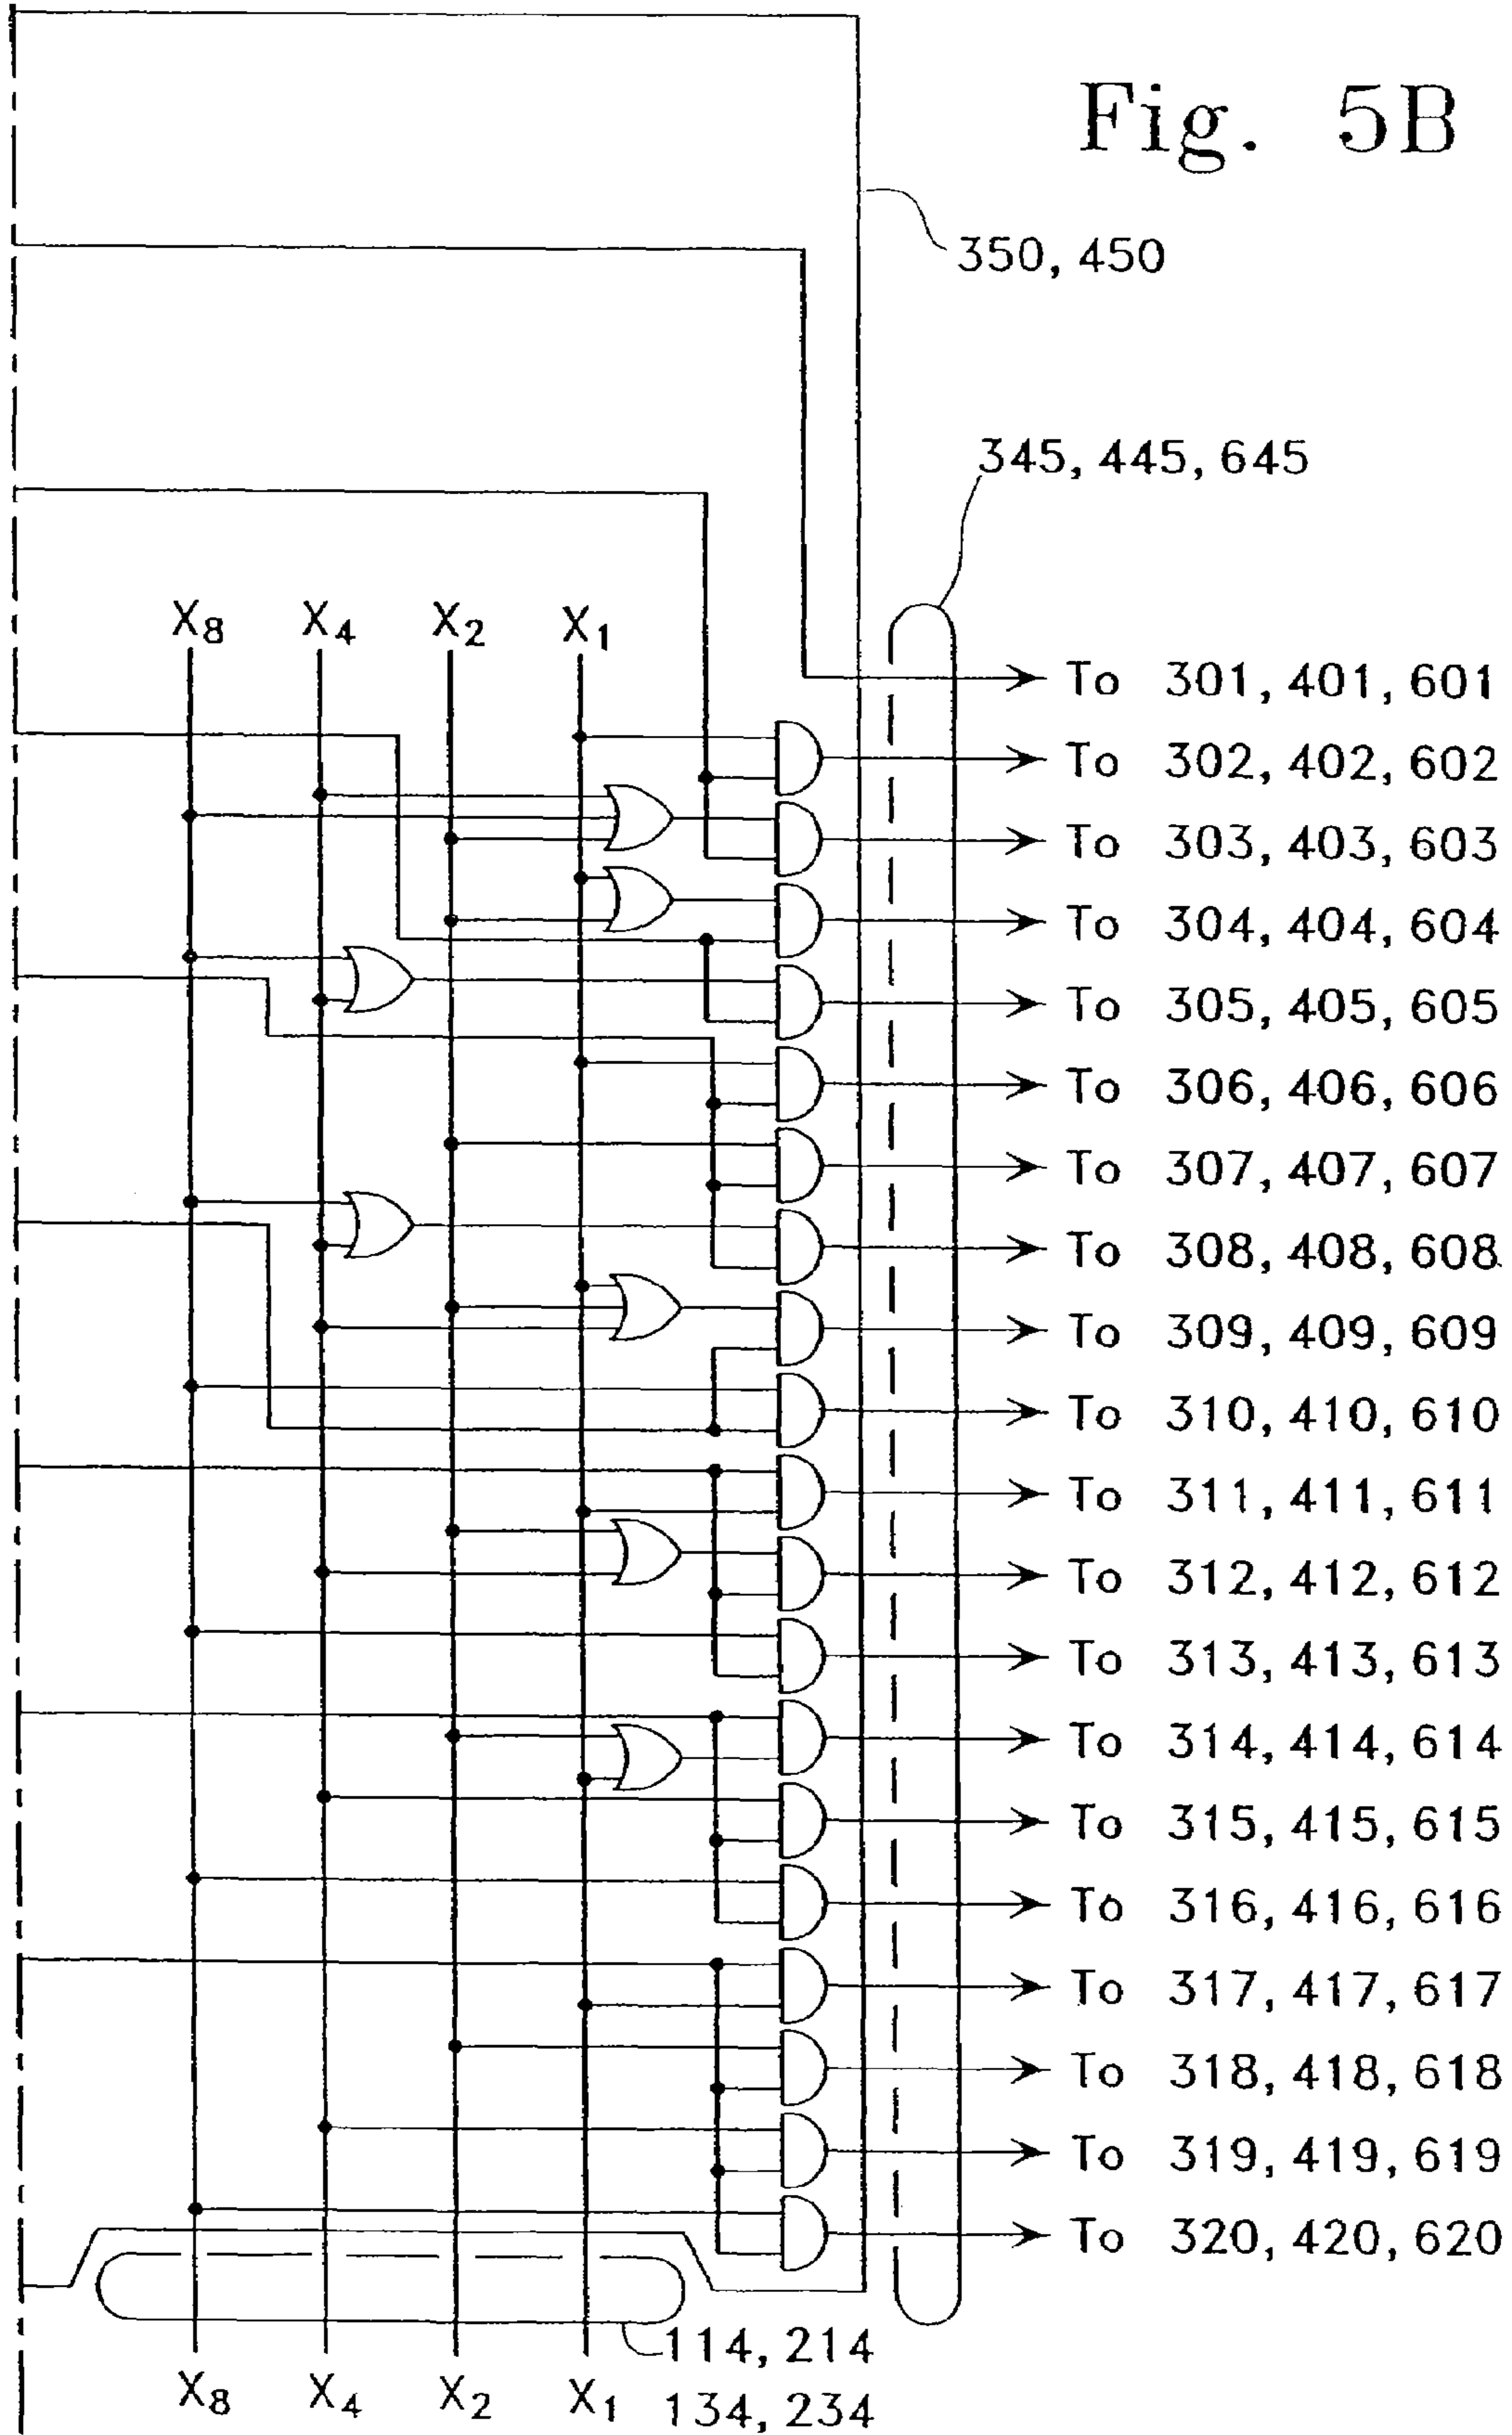 Fig. 5B
350, 450
345, 445, 645
X8 X4 X2 X1
To 301, 401, 601
To 302, 402, 602
To 303, 403, 603
To 304, 404, 604
To 305, 405, 605
To 306, 406, 606
To 307, 407, 607
To 308, 408, 608
To 309, 409, 609
To 310, 410, 610
To 311, 411, 611
To 312, 412, 612
To 313, 413, 613
To 314, 414, 614
To 315, 415, 615
To 316, 416, 616
To 317, 417, 617
To 318, 418, 618
To 319, 419, 619
To 320, 420, 620
114, 214
X8 X4 X2 X1 134, 234